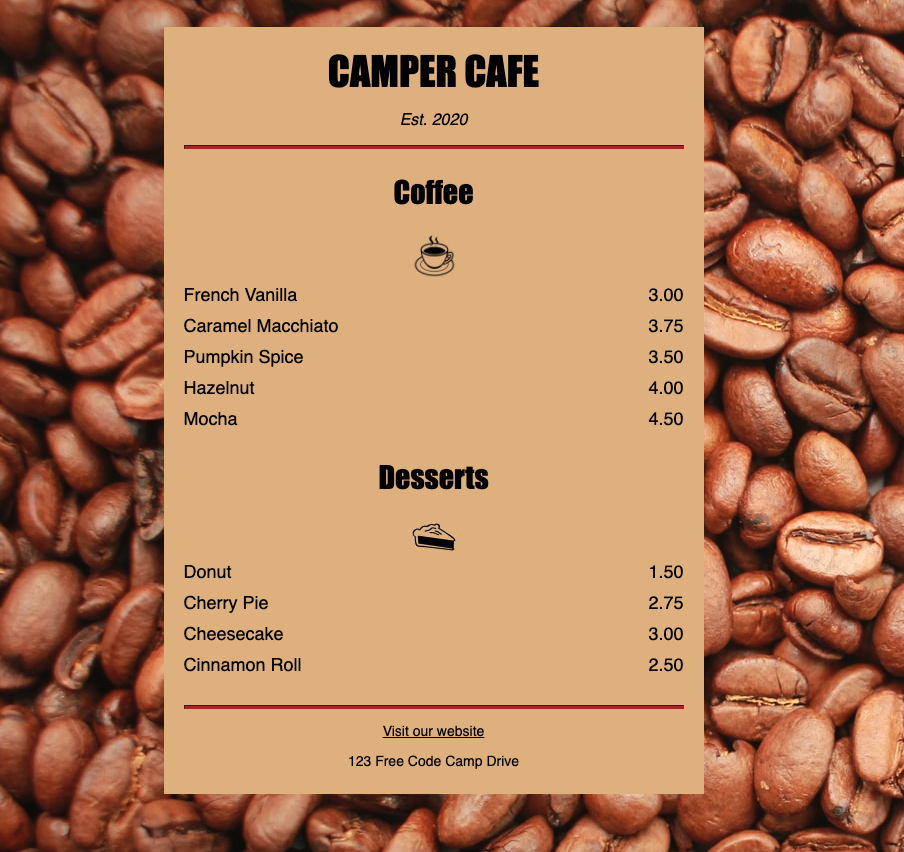 CAMPER CAFE
Est. 2020
Coffee
French Vanilla 3.00
Caramel Macchiato 3.75
Pumpkin Spice 3.50
Hazelnut 4.00
Mocha 4.50
Desserts
Donut 1.50
Cherry Pie 2.75
Cheesecake 3.00
Cinnamon Roll 2.50
Visit our website
123 Free Code Camp Drive